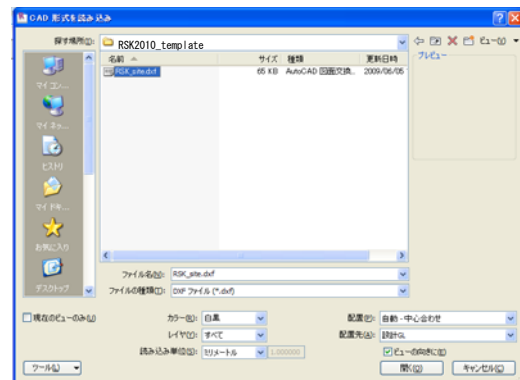 CAD 形式を読み込み
探す場所(I): RSK2010_template ビュー(V)
名前 サイズ 種類 更新日時
RSK_site.dxf 65 KB AutoCAD 図面交換... 2009/06/05
プレビュー
マイ コン...
マイ ネッ...
ヒストリ
マイ ドキ...
お気に入り
デスクトップ
ファイル名(N): RSK_site.dxf
ファイルの種類(T): DXF ファイル (*.dxf)
現在のビューのみ(U)
カラー(R): 白黒
配置(P): 自動 - 中心合わせ
レイヤ(Y): すべて
配置先(A): 設計GL
読み込み単位(S): ミリメートル 1.000000
ビューの向きに(E)
ツール(L) 開く(O) キャンセル(C)